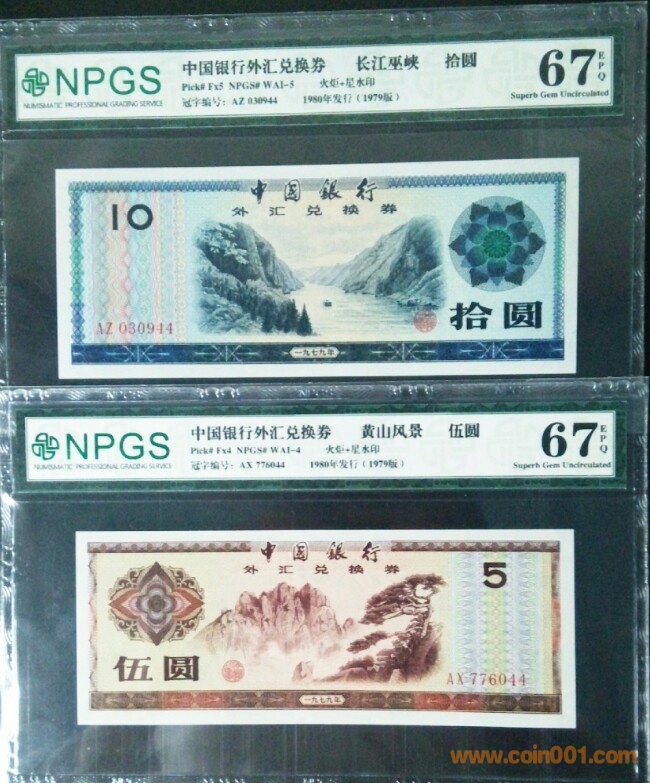 NPGS
NUMISMATIC PROFESSIONAL GRADING SERVICE
中国银行外汇兑换券 长江巫峡 拾圆
Pick# Fx5 NPGS# WAI-5 火炬+星水印
冠字编号: AZ 030944 1980年发行(1979版)
67 EPQ
Superb Gem Uncirculated
中国银行
外汇兑换券
10
AZ 030944
拾圆
一九七九年
NPGS
NUMISMATIC PROFESSIONAL GRADING SERVICE
中国银行外汇兑换券 黄山风景 伍圆
Pick# Fx4 NPGS# WAI-4 火炬+星水印
冠字编号: AX 776044 1980年发行(1979版)
67 EPQ
Superb Gem Uncirculated
中国银行
外汇兑换券
5
伍圆
AX 776044
一九七九年
www.coin001.com